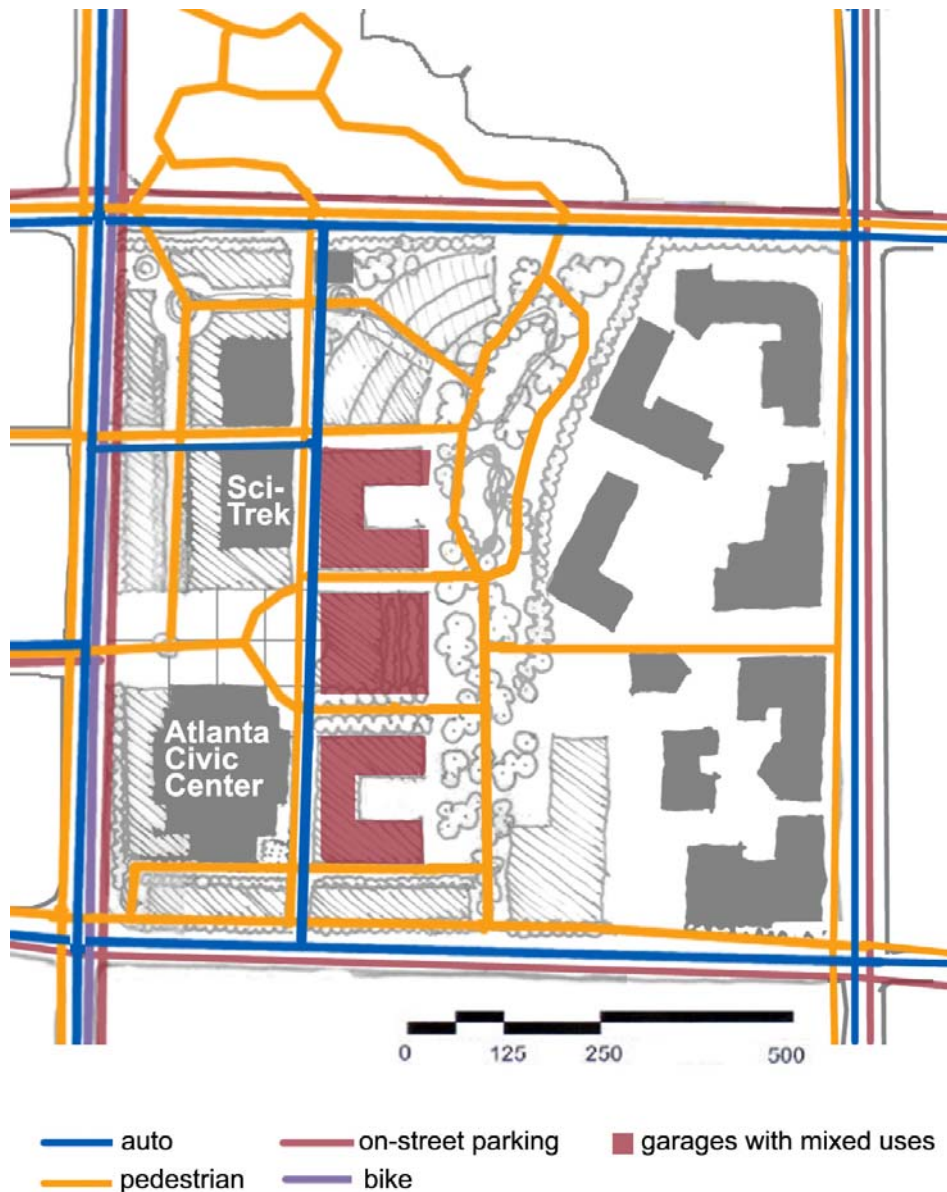 Sci-
Trek
Atlanta
Civic
Center
0 125 250 500
auto on-street parking garages with mixed uses
pedestrian bike